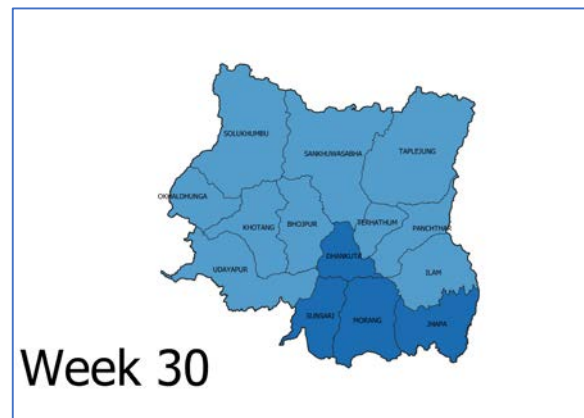 SOLUKHUMBU
TAPLEJUNG
SANKHUWASABHA
OKHALDHUNGA
KHOTANG
BHOJPUR
TERHATHUM
PANCHTHAR
DHANKUTA
UDAYAPUR
ILAM
SUNSARI
MORANG
JHAPA
Week 30